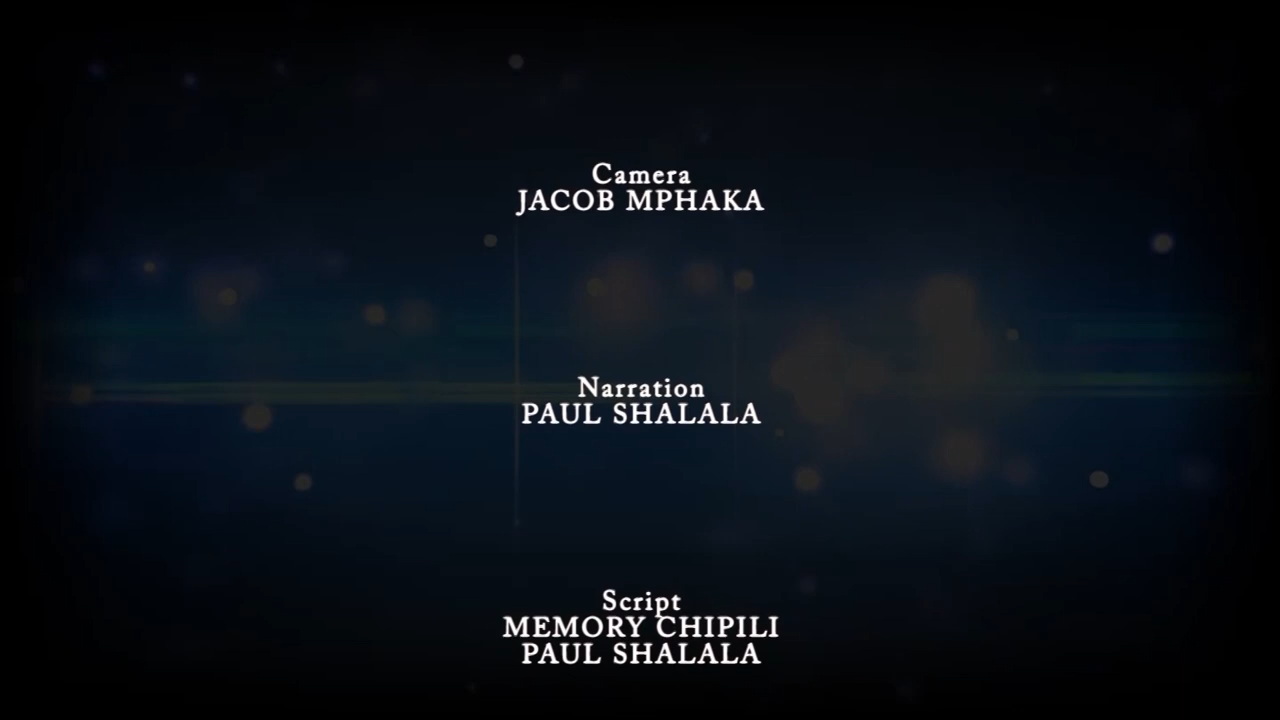 Camera
JACOB MPHAKA
Narration
PAUL SHALALA
Script
MEMORY CHIPILI
PAUL SHALALA